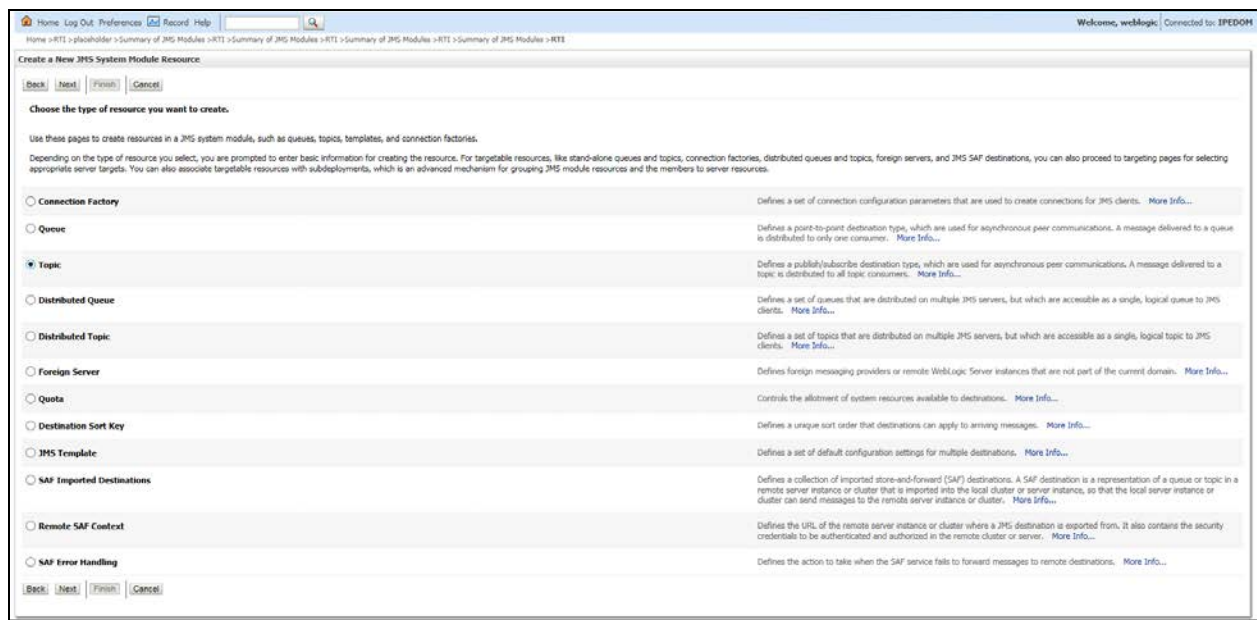 Home Log Out Preferences Record Help
Welcome, weblogic Connected to: IPEDOM
Home >RTI >placeholder >Summary of JMS Modules >RTI >Summary of JMS Modules >RTI >Summary of JMS Modules >RTI >Summary of JMS Modules >RTI
Create a New JMS System Module Resource
Back Next Finish Cancel
Choose the type of resource you want to create.
Use these pages to create resources in a JMS system module, such as queues, topics, templates, and connection factories.
Depending on the type of resource you select, you are prompted to enter basic information for creating the resource. For targetable resources, like stand-alone queues and topics, connection factories, distributed queues and topics, foreign servers, and JMS SAF destinations, you can also proceed to targeting pages for selecting
appropriate server targets. You can also associate targetable resources with subdeployments, which is an advanced mechanism for grouping JMS module resources and the members to server resources.
Connection Factory
Defines a set of connection configuration parameters that are used to create connections for JMS clients. More Info...
Queue
Defines a point-to-point destination type, which are used for asynchronous peer communications. A message delivered to a queue
is distributed to only one consumer. More Info...
Topic
Defines a publish/subscribe destination type, which are used for asynchronous peer communications. A message delivered to a
topic is distributed to all topic consumers. More Info...
Distributed Queue
Defines a set of queues that are distributed on multiple JMS servers, but which are accessible as a single, logical queue to JMS
clients. More Info...
Distributed Topic
Defines a set of topics that are distributed on multiple JMS servers, but which are accessible as a single, logical topic to JMS
clients. More Info...
Foreign Server
Defines foreign messaging providers or remote WebLogic Server instances that are not part of the current domain. More Info...
Quota
Controls the allotment of system resources available to destinations. More Info...
Destination Sort Key
Defines a unique sort order that destinations can apply to arriving messages. More Info...
JMS Template
Defines a set of default configuration settings for multiple destinations. More Info...
SAF Imported Destinations
Defines a collection of imported store-and-forward (SAF) destinations. A SAF destination is a representation of a queue or topic in a
remote server instance or cluster that is imported into the local cluster or server instance, so that the local server instance or
cluster can send messages to the remote server instance or cluster. More Info...
Remote SAF Context
Defines the URL of the remote server instance or cluster where a JMS destination is exported from. It also contains the security
credentials to be authenticated and authorized in the remote cluster or server. More Info...
SAF Error Handling
Defines the action to take when the SAF service fails to forward messages to remote destinations. More Info...
Back Next Finish Cancel